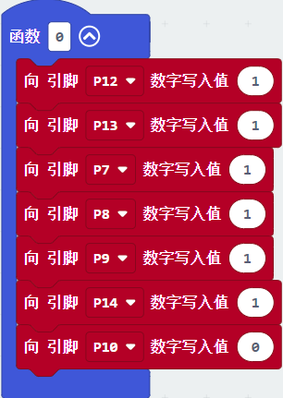 函数 0
向 引脚 P12 数字写入值 1
向 引脚 P13 数字写入值 1
向 引脚 P7 数字写入值 1
向 引脚 P8 数字写入值 1
向 引脚 P9 数字写入值 1
向 引脚 P14 数字写入值 1
向 引脚 P10 数字写入值 0